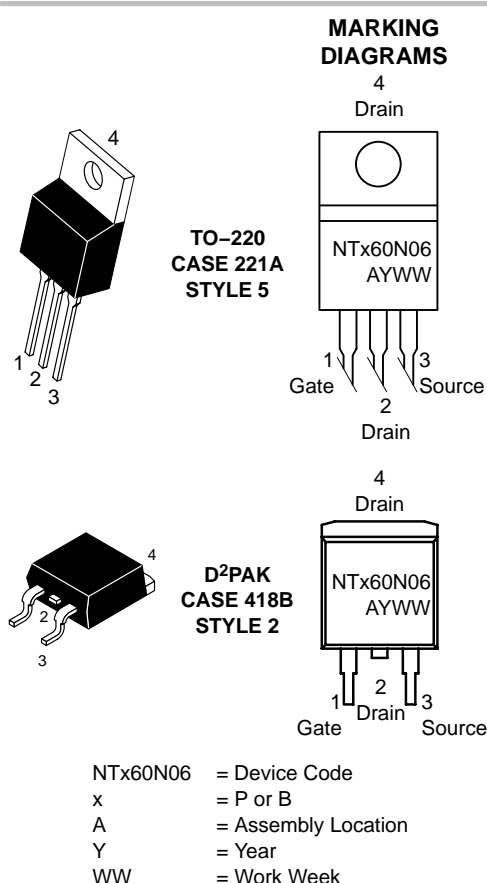 MARKING
DIAGRAMS
4
Drain
4
TO−220
CASE 221A
STYLE 5
NTx60N06
AYWW
1
2
3
1
Gate
3
Source
2
Drain
4
Drain
4
D2PAK
CASE 418B
STYLE 2
NTx60N06
AYWW
2
3
1
Gate
2
Drain
3
Source
NTx60N06 = Device Code
x = P or B
A = Assembly Location
Y = Year
WW = Work Week